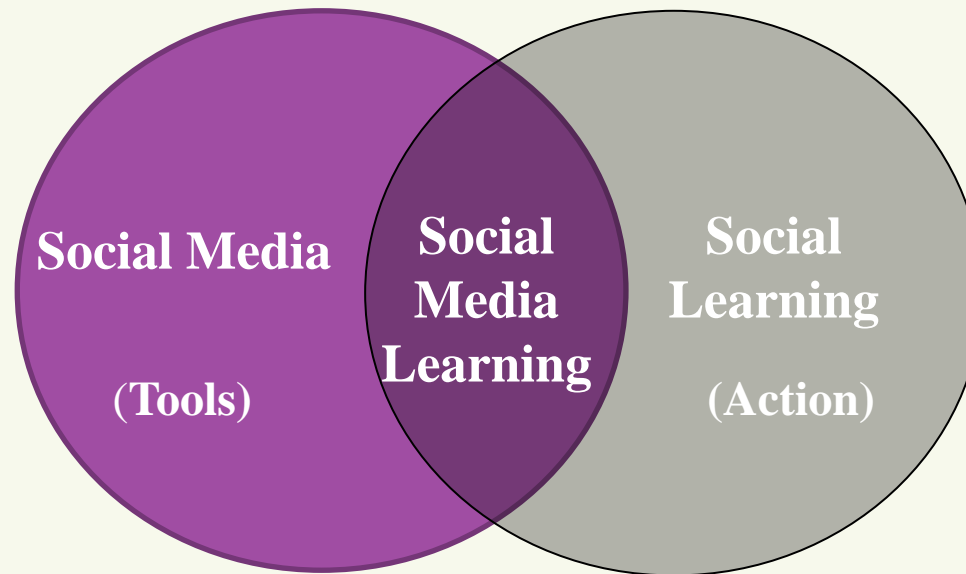 Social Media
(Tools)
Social
Media
Learning
Social
Learning
(Action)